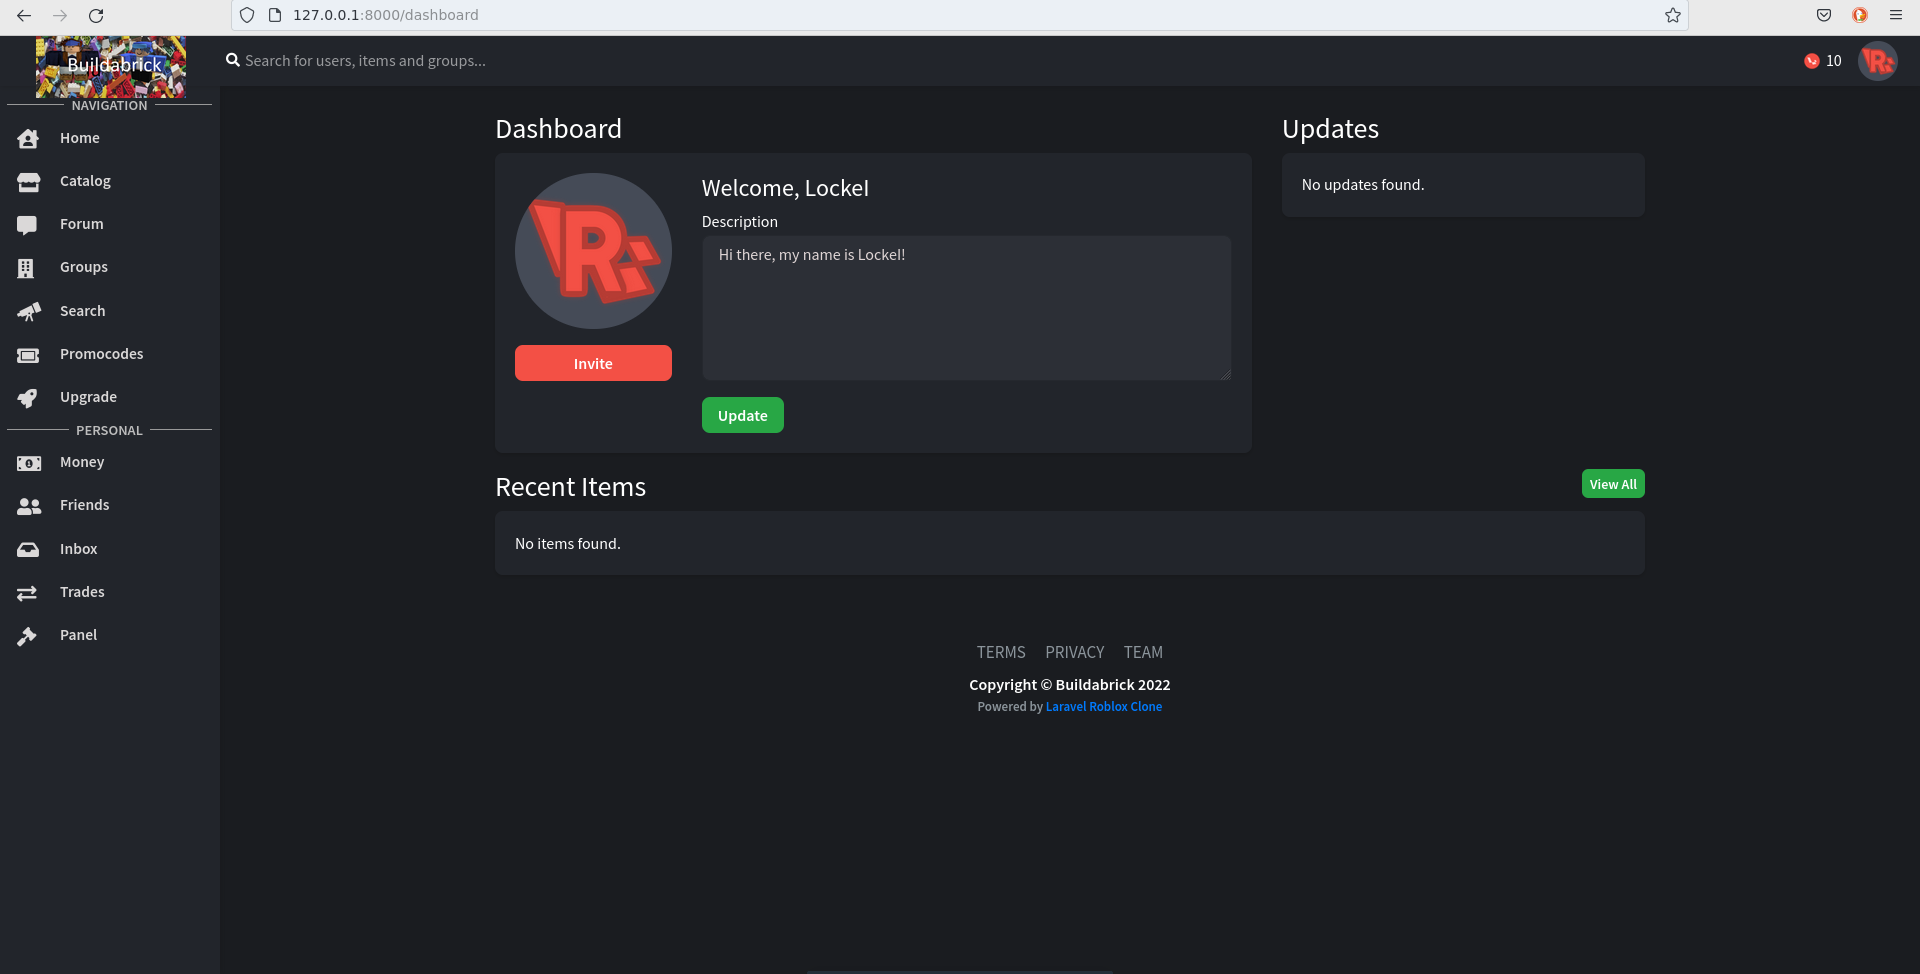 127.0.0.1:8000/dashboard
Buildabrick
Search for users, items and groups...
10
NAVIGATION
Home
Catalog
Forum
Groups
Search
Promocodes
Upgrade
PERSONAL
Money
Friends
Inbox
Trades
Panel
Dashboard
Welcome, Lockel
Description
Hi there, my name is Lockel!
Invite
Update
Updates
No updates found.
Recent Items
View All
No items found.
TERMS PRIVACY TEAM
Copyright © Buildabrick 2022
Powered by Laravel Roblox Clone